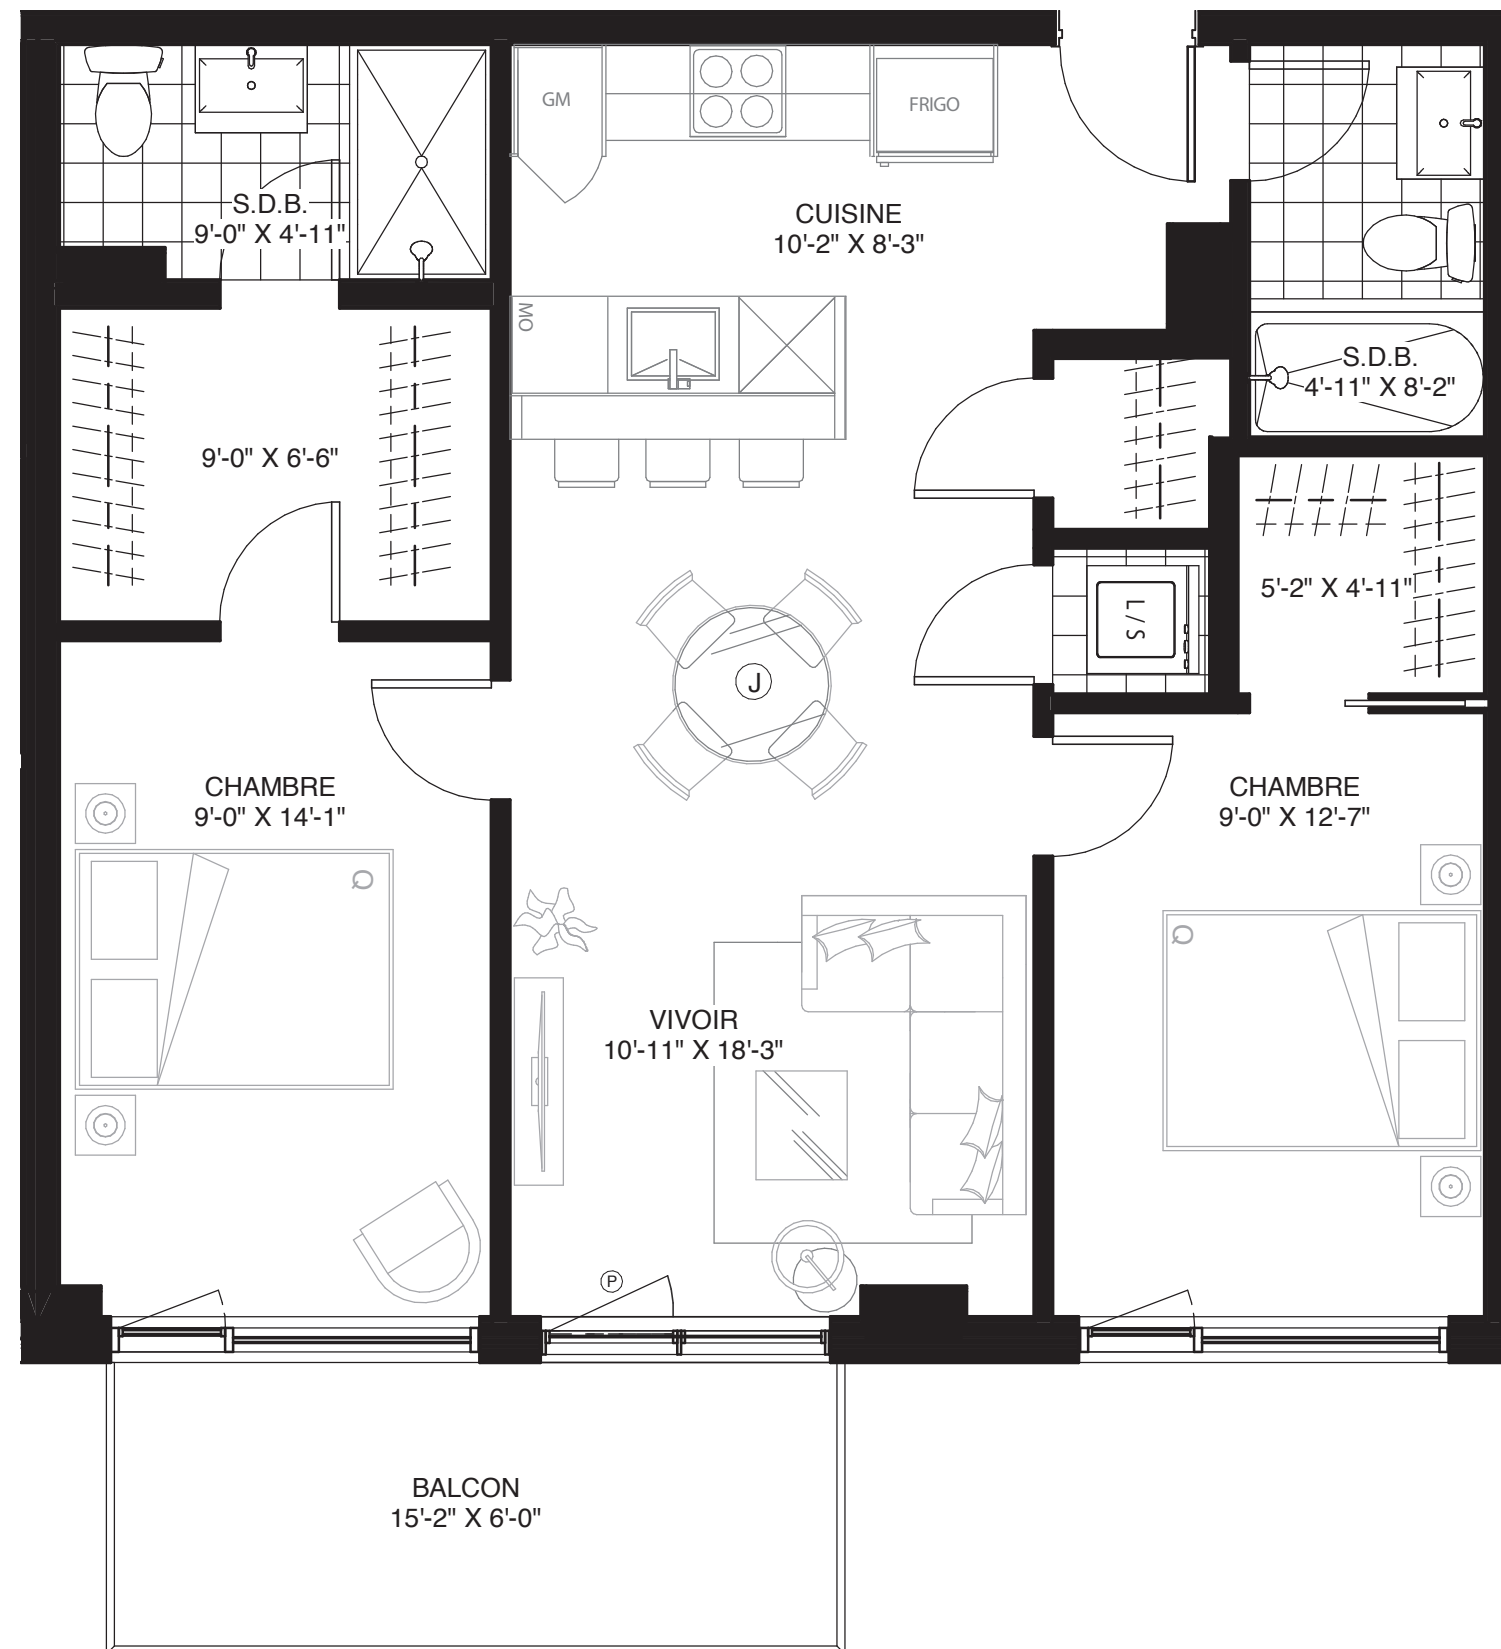 GM
FRIGO
S.D.B.
9'-0" X 4'-11"
CUISINE
10'-2" X 8'-3"
MO
S.D.B.
4'-11" X 8'-2"
9'-0" X 6'-6"
5'-2" X 4'-11"
L/S
J
CHAMBRE
9'-0" X 14'-1"
CHAMBRE
9'-0" X 12'-7"
Q
Q
VIVOIR
10'-11" X 18'-3"
P
BALCON
15'-2" X 6'-0"